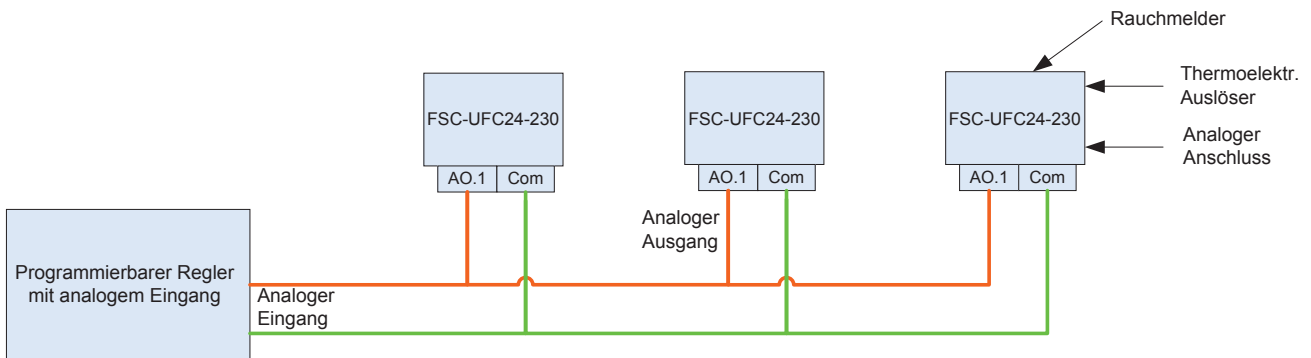 Rauchmelder
Thermoelektr.
Auslöser
Analoger
Anschluss
FSC-UFC24-230
FSC-UFC24-230
FSC-UFC24-230
AO.1
Com
AO.1
Com
AO.1
Com
Analoger
Ausgang
Programmierbarer Regler
mit analogem Eingang
Analoger
Eingang